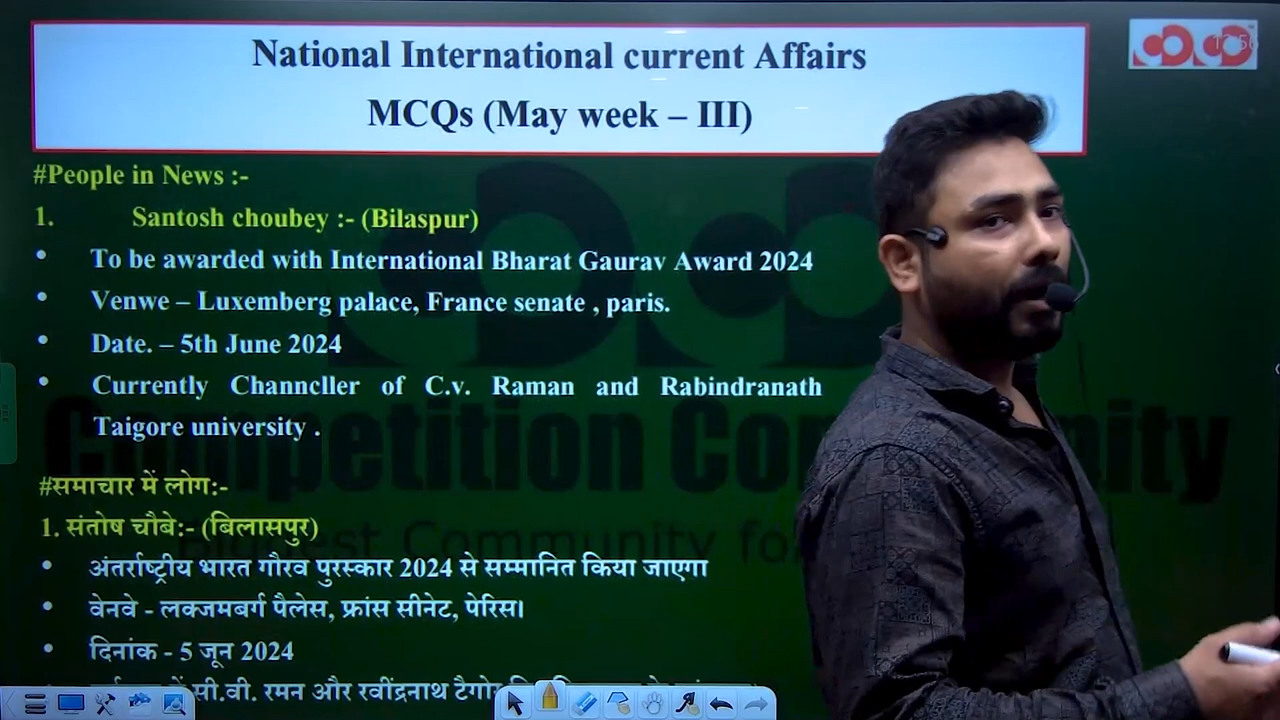 National International current Affairs
MCQs (May week – III)
#People in News :-
1. Santosh choubey :- (Bilaspur)
• To be awarded with International Bharat Gaurav Award 2024
• Venwe – Luxemberg palace, France senate , paris.
• Date. – 5th June 2024
• Currently Channcller of C.v. Raman and Rabindranath
Taigore university .
#समाचार में लोग:-
1. संतोष चौबे:- (बिलासपुर)
• अंतर्राष्ट्रीय भारत गौरव पुरस्कार 2024 से सम्मानित किया जाएगा
• वेनवे - लक्जमबर्ग पैलेस, फ्रांस सीनेट, पेरिस।
• दिनांक - 5 जून 2024
सी.वी. रमन और रवींद्रनाथ टैगोर